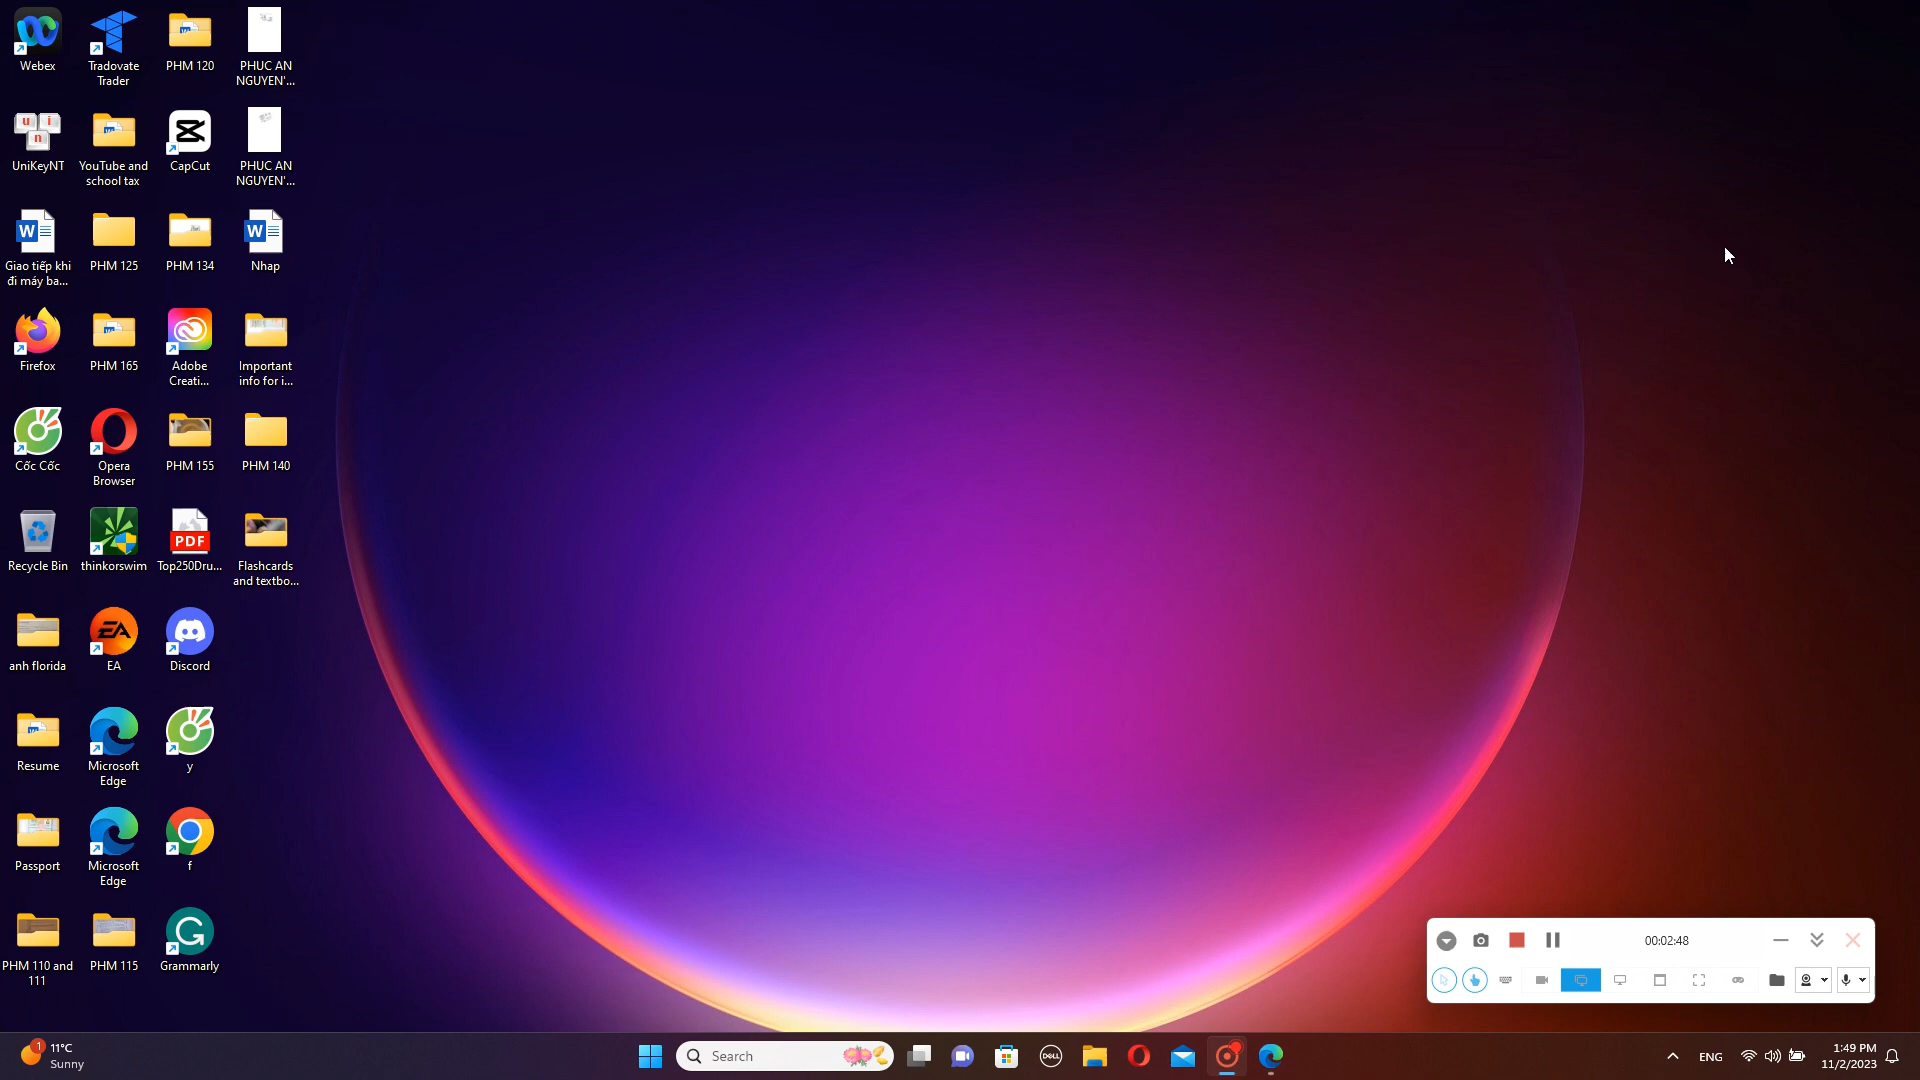 Webex
Tradovate
Trader
PHM 120
PHUC AN
NGUYEN'...
UniKeyNT
YouTube and
school tax
CapCut
PHUC AN
NGUYEN'...
Giao tiếp khi
đi máy ba...
PHM 125
PHM 134
Nhap
Firefox
PHM 165
Adobe
Creati...
Important
info for i...
Cốc Cốc
Opera
Browser
PHM 155
PHM 140
Recycle Bin
thinkorswim
PDF
Top250Dru...
Flashcards
and textbo...
anh florida
EA
EA
Discord
Resume
Microsoft
Edge
y
Passport
Microsoft
Edge
f
PHM 110 and
111
PHM 115
Grammarly
00:02:48
1
11°C
Sunny
Search
DELL
ENG
1:49 PM
11/2/2023